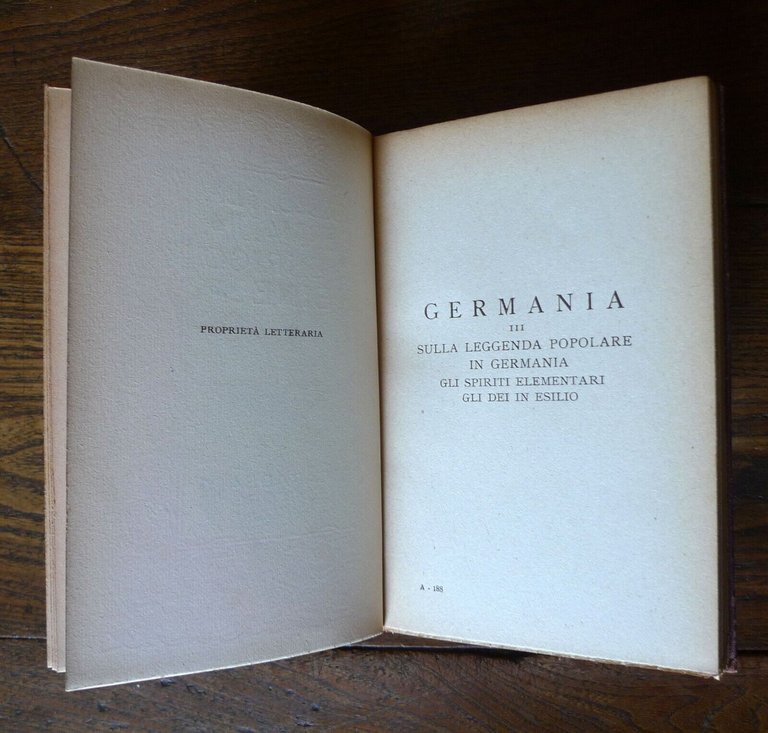 PROPRIETÀ LETTERARIA
GERMANIA
III
SULLA LEGGENDA POPOLARE
IN GERMANIA
GLI SPIRITI ELEMENTARI
GLI DEI IN ESILIO
A - 188